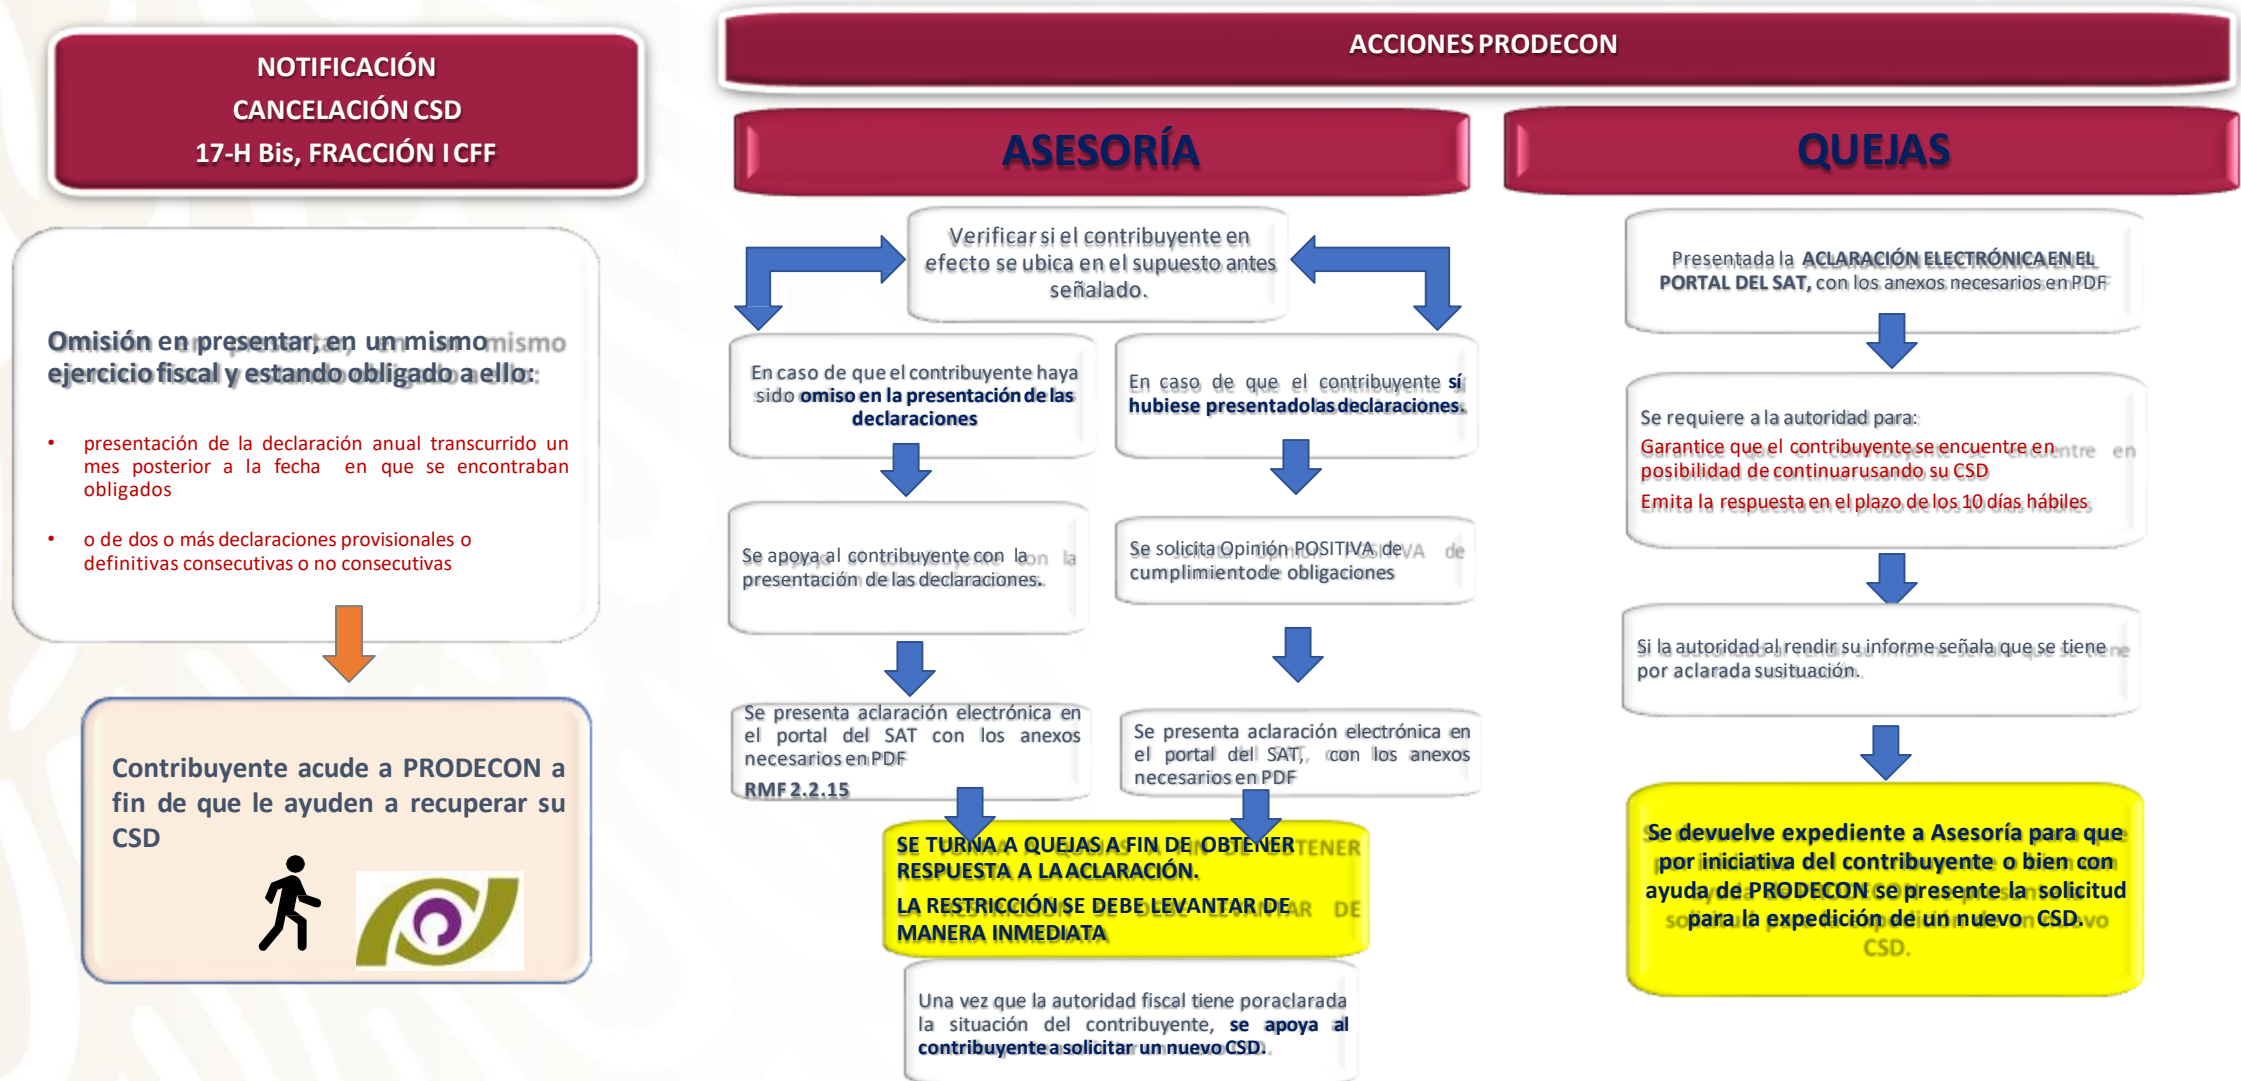 NOTIFICACIÓN
CANCELACIÓN CSD
17-H Bis, FRACCIÓN I CFF
Omisión en presentar, en un mismo
ejercicio fiscal y estando obligado a ello:
• presentación de la declaración anual transcurrido un
mes posterior a la fecha en que se encontraban
obligados
• o de dos o más declaraciones provisionales o
definitivas consecutivas o no consecutivas
Contribuyente acude a PRODECON a
fin de que le ayuden a recuperar su
CSD
ACCIONES PRODECON
ASESORÍA
Verificar si el contribuyente en
efecto se ubica en el supuesto antes
señalado.
En caso de que el contribuyente haya
sido omiso en la presentación de las
declaraciones
Se apoya al contribuyente con la
presentación de las declaraciones.
Se presenta aclaración electrónica en
el portal del SAT con los anexos
necesarios en PDF
RMF 2.2.15
En caso de que el contribuyente sí
hubiese presentado las declaraciones.
Se solicita Opinión POSITIVA de
cumplimiento de obligaciones
Se presenta aclaración electrónica en
el portal del SAT, con los anexos
necesarios en PDF
SE TURNA A QUEJAS A FIN DE OBTENER
RESPUESTA A LA ACLARACIÓN.
LA RESTRICCIÓN SE DEBE LEVANTAR DE
MANERA INMEDIATA
Una vez que la autoridad fiscal tiene por aclarada
la situación del contribuyente, se apoya al
contribuyente a solicitar un nuevo CSD.
QUEJAS
Presentada la ACLARACIÓN ELECTRÓNICA EN EL
PORTAL DEL SAT, con los anexos necesarios en PDF
Se requiere a la autoridad para:
Garantice que el contribuyente se encuentre en
posibilidad de continuar usando su CSD
Emita la respuesta en el plazo de los 10 días hábiles
Si la autoridad al rendir su informe señala que se tiene
por aclarada su situación.
Se devuelve expediente a Asesoría para que
por iniciativa del contribuyente o bien con
ayuda de PRODECON se presente la solicitud
para la expedición de un nuevo CSD.